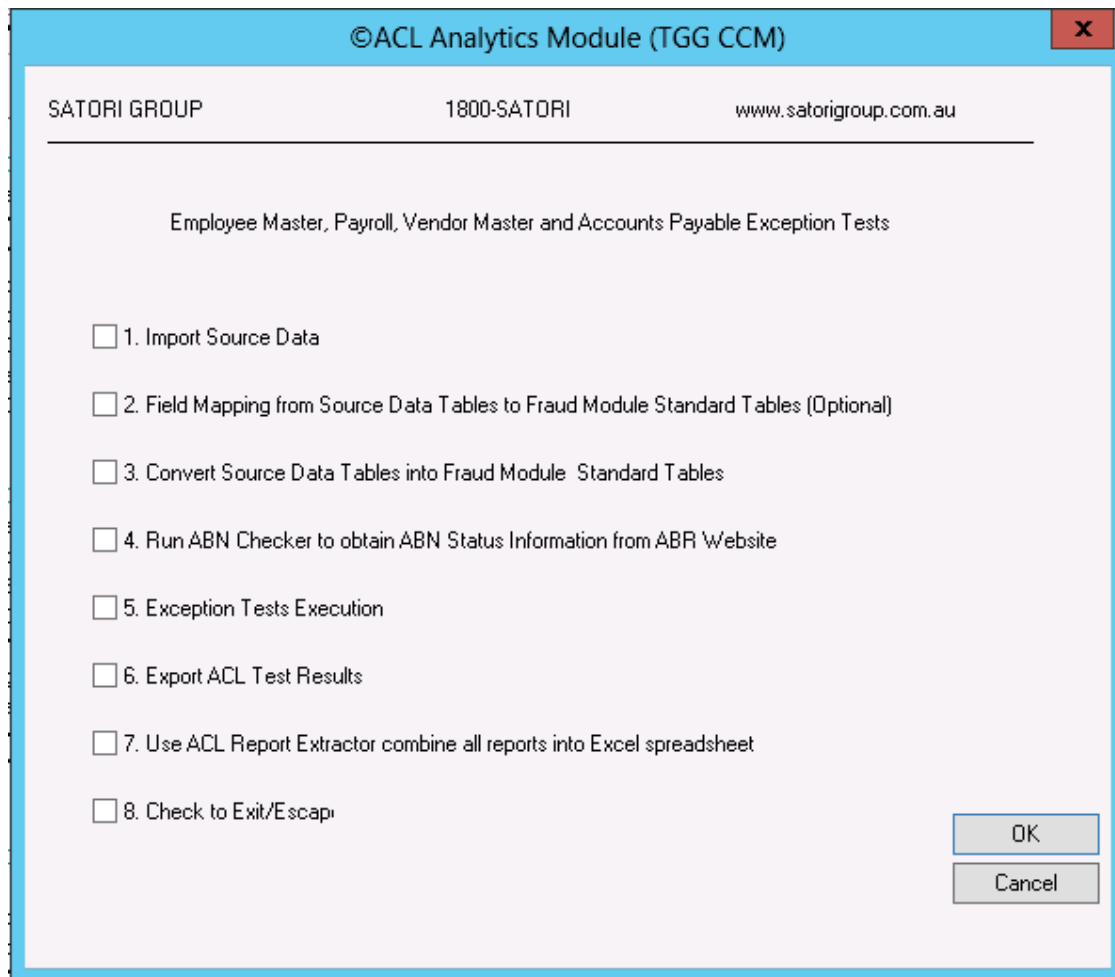 ©ACL Analytics Module (TGG CCM)
x
SATORI GROUP 1800-SATORI www.satorigroup.com.au
Employee Master, Payroll, Vendor Master and Accounts Payable Exception Tests
1. Import Source Data
2. Field Mapping from Source Data Tables to Fraud Module Standard Tables (Optional)
3. Convert Source Data Tables into Fraud Module  Standard Tables
4. Run ABN Checker to obtain ABN Status Information from ABR Website
5. Exception Tests Execution
6. Export ACL Test Results
7. Use ACL Report Extractor combine all reports into Excel spreadsheet
8. Check to Exit/Escape
OK
Cancel